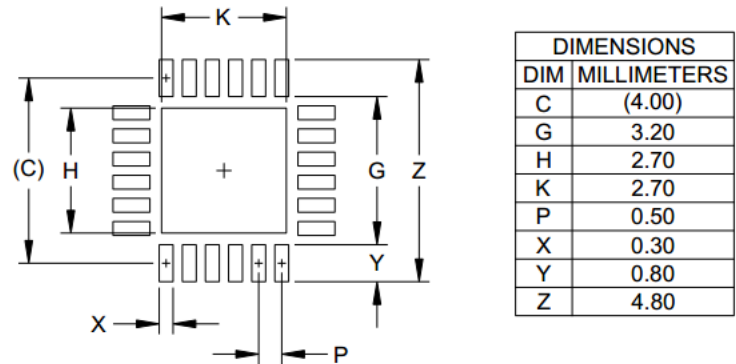 K
(C)
H
G
Z
Y
X
P
DIMENSIONS
DIM MILLIMETERS
C (4.00)
G 3.20
H 2.70
K 2.70
P 0.50
X 0.30
Y 0.80
Z 4.80